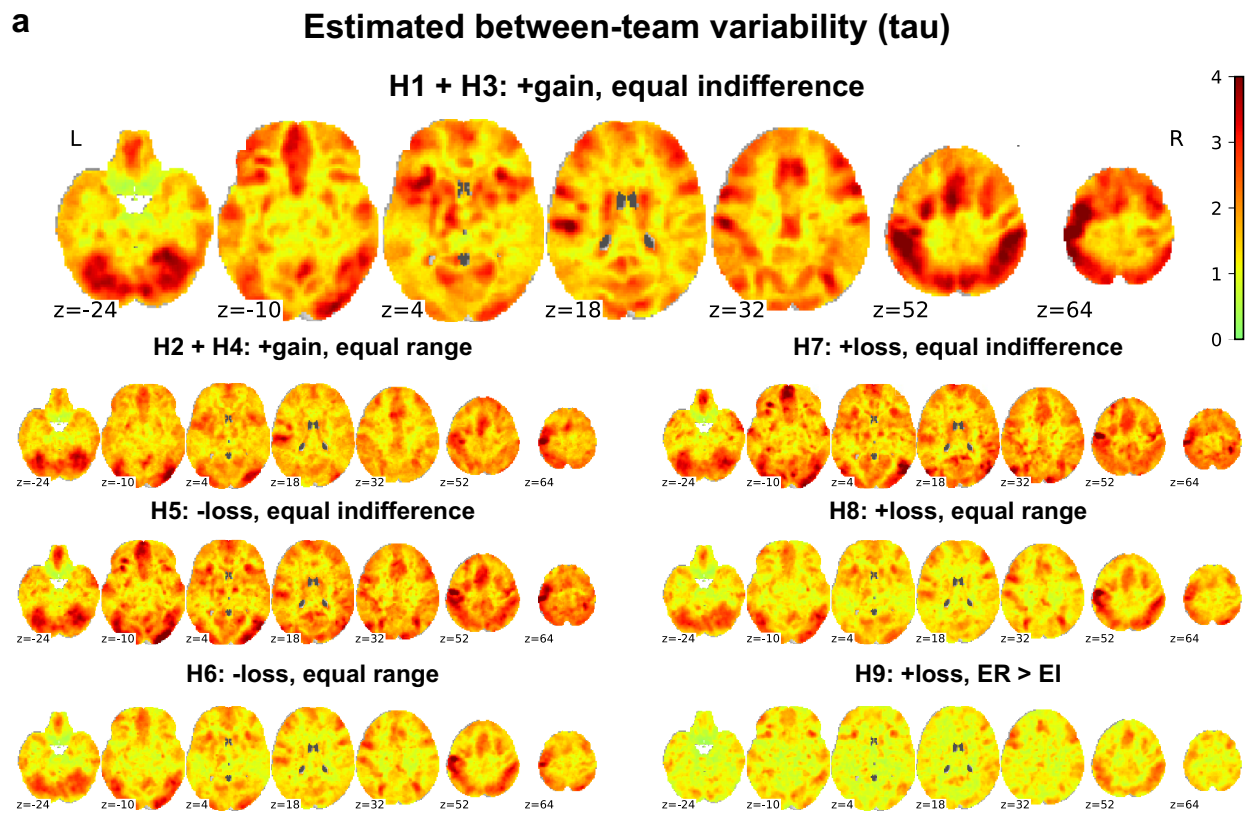 a
Estimated between-team variability (tau)
H1 + H3: +gain, equal indifference
L
R
4
3
2
1
0
z=-24 z=-10 z=4 z=18 z=32 z=52 z=64
H2 + H4: +gain, equal range
z=-24 z=-10 z=4 z=18 z=32 z=52 z=64
H7: +loss, equal indifference
z=-24 z=-10 z=4 z=18 z=32 z=52 z=64
H5: -loss, equal indifference
z=-24 z=-10 z=4 z=18 z=32 z=52 z=64
H8: +loss, equal range
z=-24 z=-10 z=4 z=18 z=32 z=52 z=64
H6: -loss, equal range
z=-24 z=-10 z=4 z=18 z=32 z=52 z=64
H9: +loss, ER > EI
z=-24 z=-10 z=4 z=18 z=32 z=52 z=64